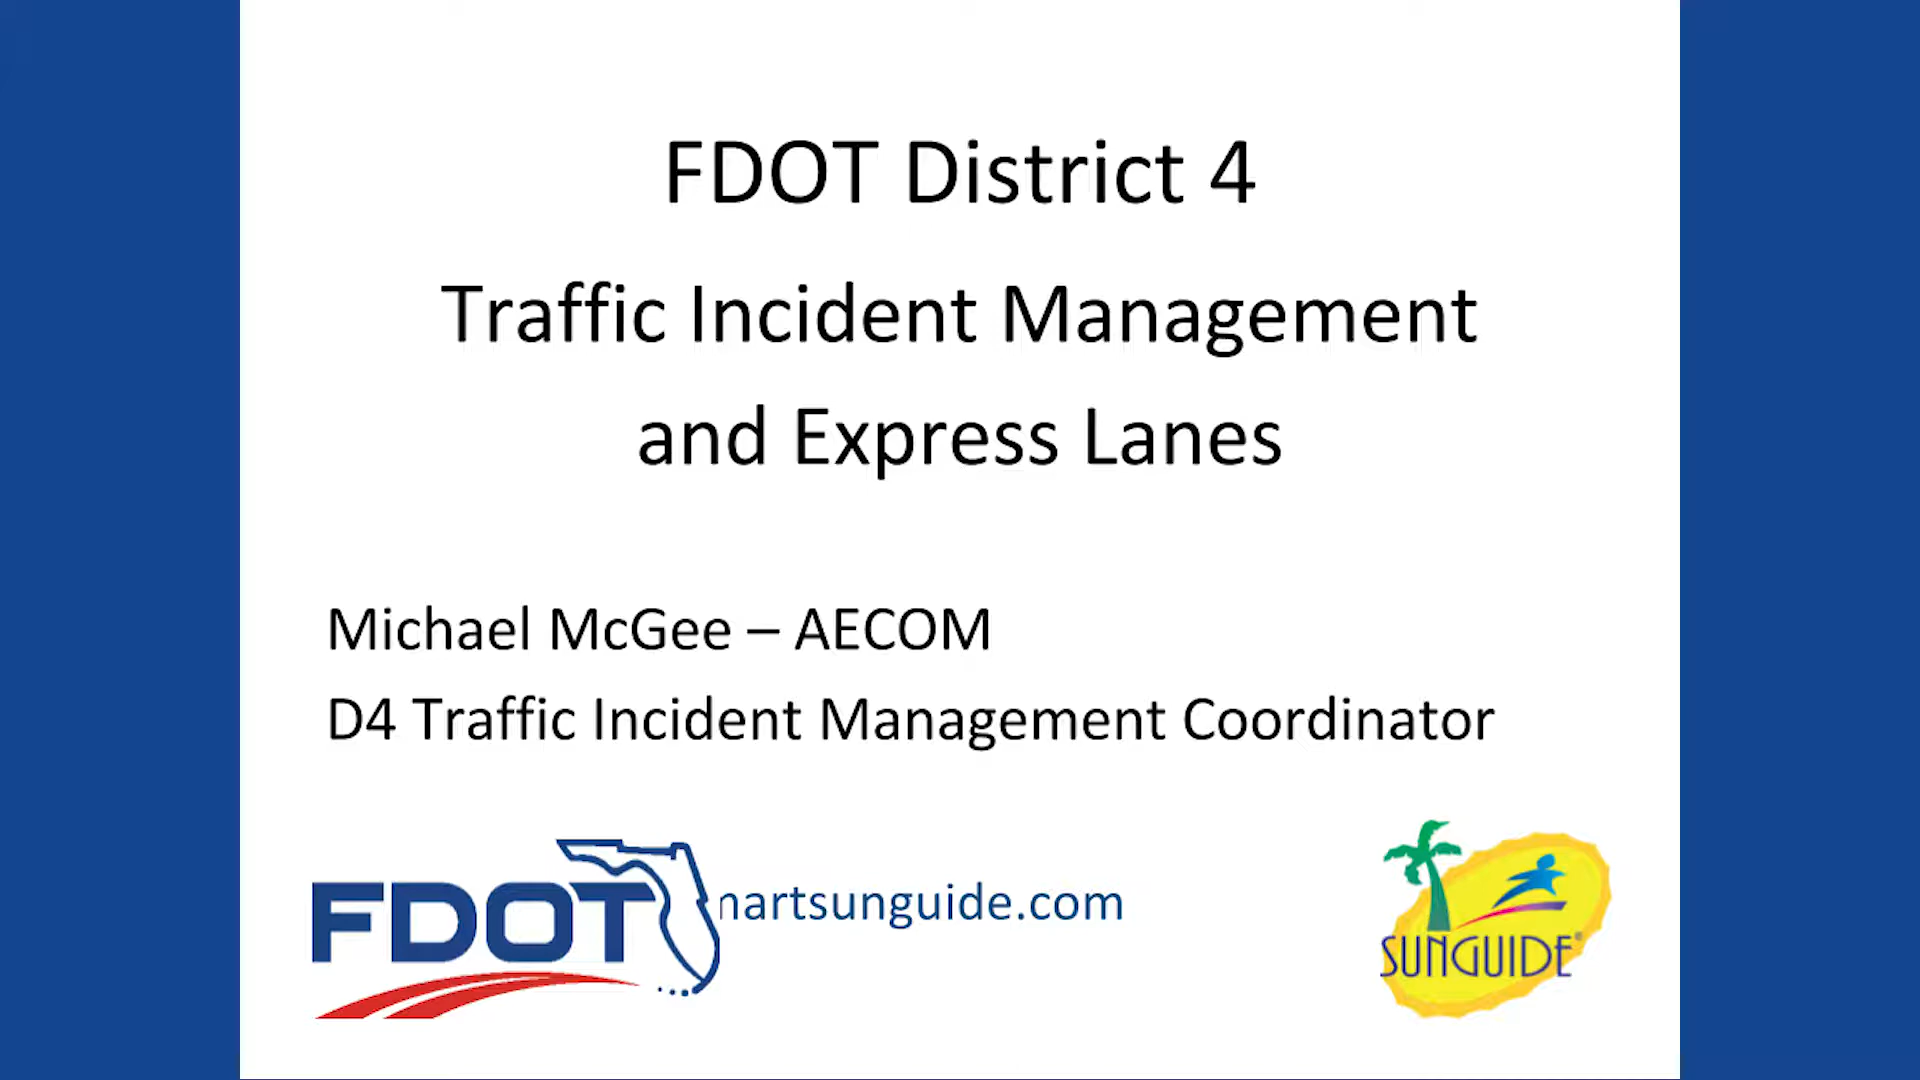 FDOT District 4
Traffic Incident Management
and Express Lanes
Michael McGee – AECOM
D4 Traffic Incident Management Coordinator
FDOT
nartsunguide.com
SUNGUIDE®